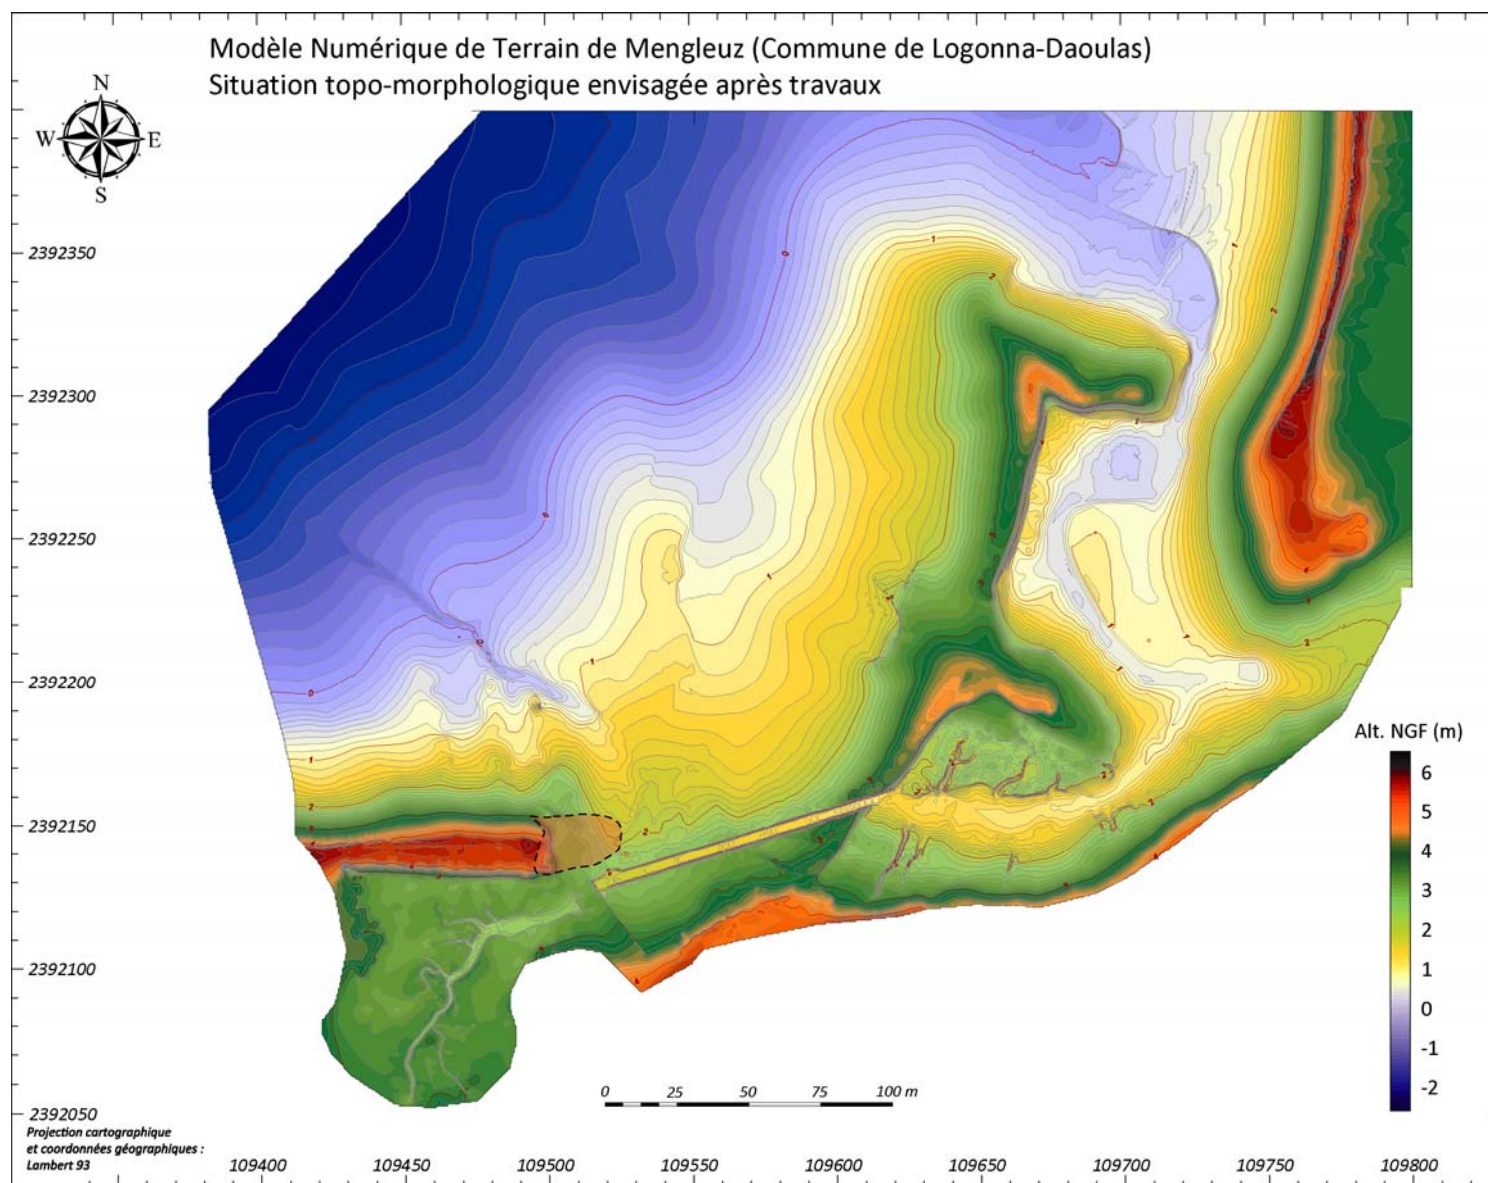 Modèle Numérique de Terrain de Mengleuz (Commune de Logonna-Daoulas)
Situation topo-morphologique envisagée après travaux
N
W E
S
2392350
2392300
2392250
2392200
2392150
2392100
2392050
Alt. NGF (m)
6
5
4
3
2
1
0
-1
-2
0 25 50 75 100 m
Projection cartographique
et coordonnées géographiques :
Lambert 93
109400 109450 109500 109550 109600 109650 109700 109750 109800